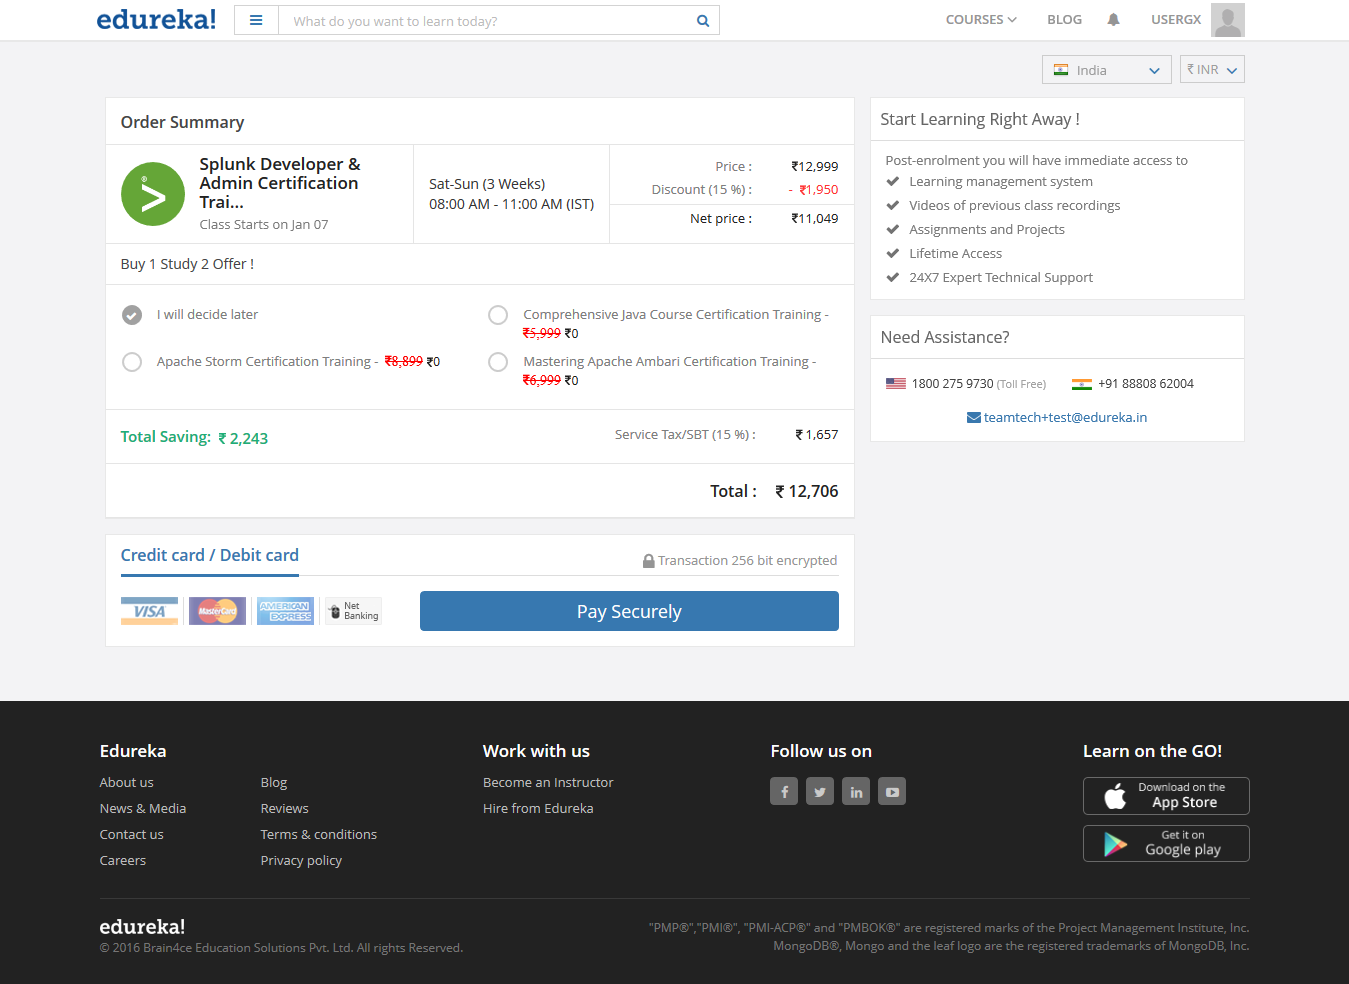 edureka!
What do you want to learn today?
COURSES
BLOG
USERGX
India
₹ INR
Order Summary
Splunk Developer &
Admin Certification
Trai...
Class Starts on Jan 07
Sat-Sun (3 Weeks)
08:00 AM - 11:00 AM (IST)
Price : ₹12,999
Discount (15 %) : - ₹1,950
Net price : ₹11,049
Buy 1 Study 2 Offer !
I will decide later
Comprehensive Java Course Certification Training -
₹5,999 ₹0
Apache Storm Certification Training - ₹8,899 ₹0
Mastering Apache Ambari Certification Training -
₹6,999 ₹0
Total Saving: ₹ 2,243
Service Tax/SBT (15 %) : ₹ 1,657
Total : ₹ 12,706
Credit card / Debit card
Transaction 256 bit encrypted
VISA
MasterCard
AMERICAN
EXPRESS
Net
Banking
Pay Securely
Start Learning Right Away !
Post-enrolment you will have immediate access to
Learning management system
Videos of previous class recordings
Assignments and Projects
Lifetime Access
24X7 Expert Technical Support
Need Assistance?
1800 275 9730 (Toll Free)
+91 88808 62004
teamtech+test@edureka.in
Edureka
About us
News & Media
Contact us
Careers
Blog
Reviews
Terms & conditions
Privacy policy
Work with us
Become an Instructor
Hire from Edureka
Follow us on
Learn on the GO!
Download on the
App Store
Get it on
Google play
edureka!
© 2016 Brain4ce Education Solutions Pvt. Ltd. All rights Reserved.
"PMP®","PMI®", "PMI-ACP®" and "PMBOK®" are registered marks of the Project Management Institute, Inc.
MongoDB®, Mongo and the leaf logo are the registered trademarks of MongoDB, Inc.